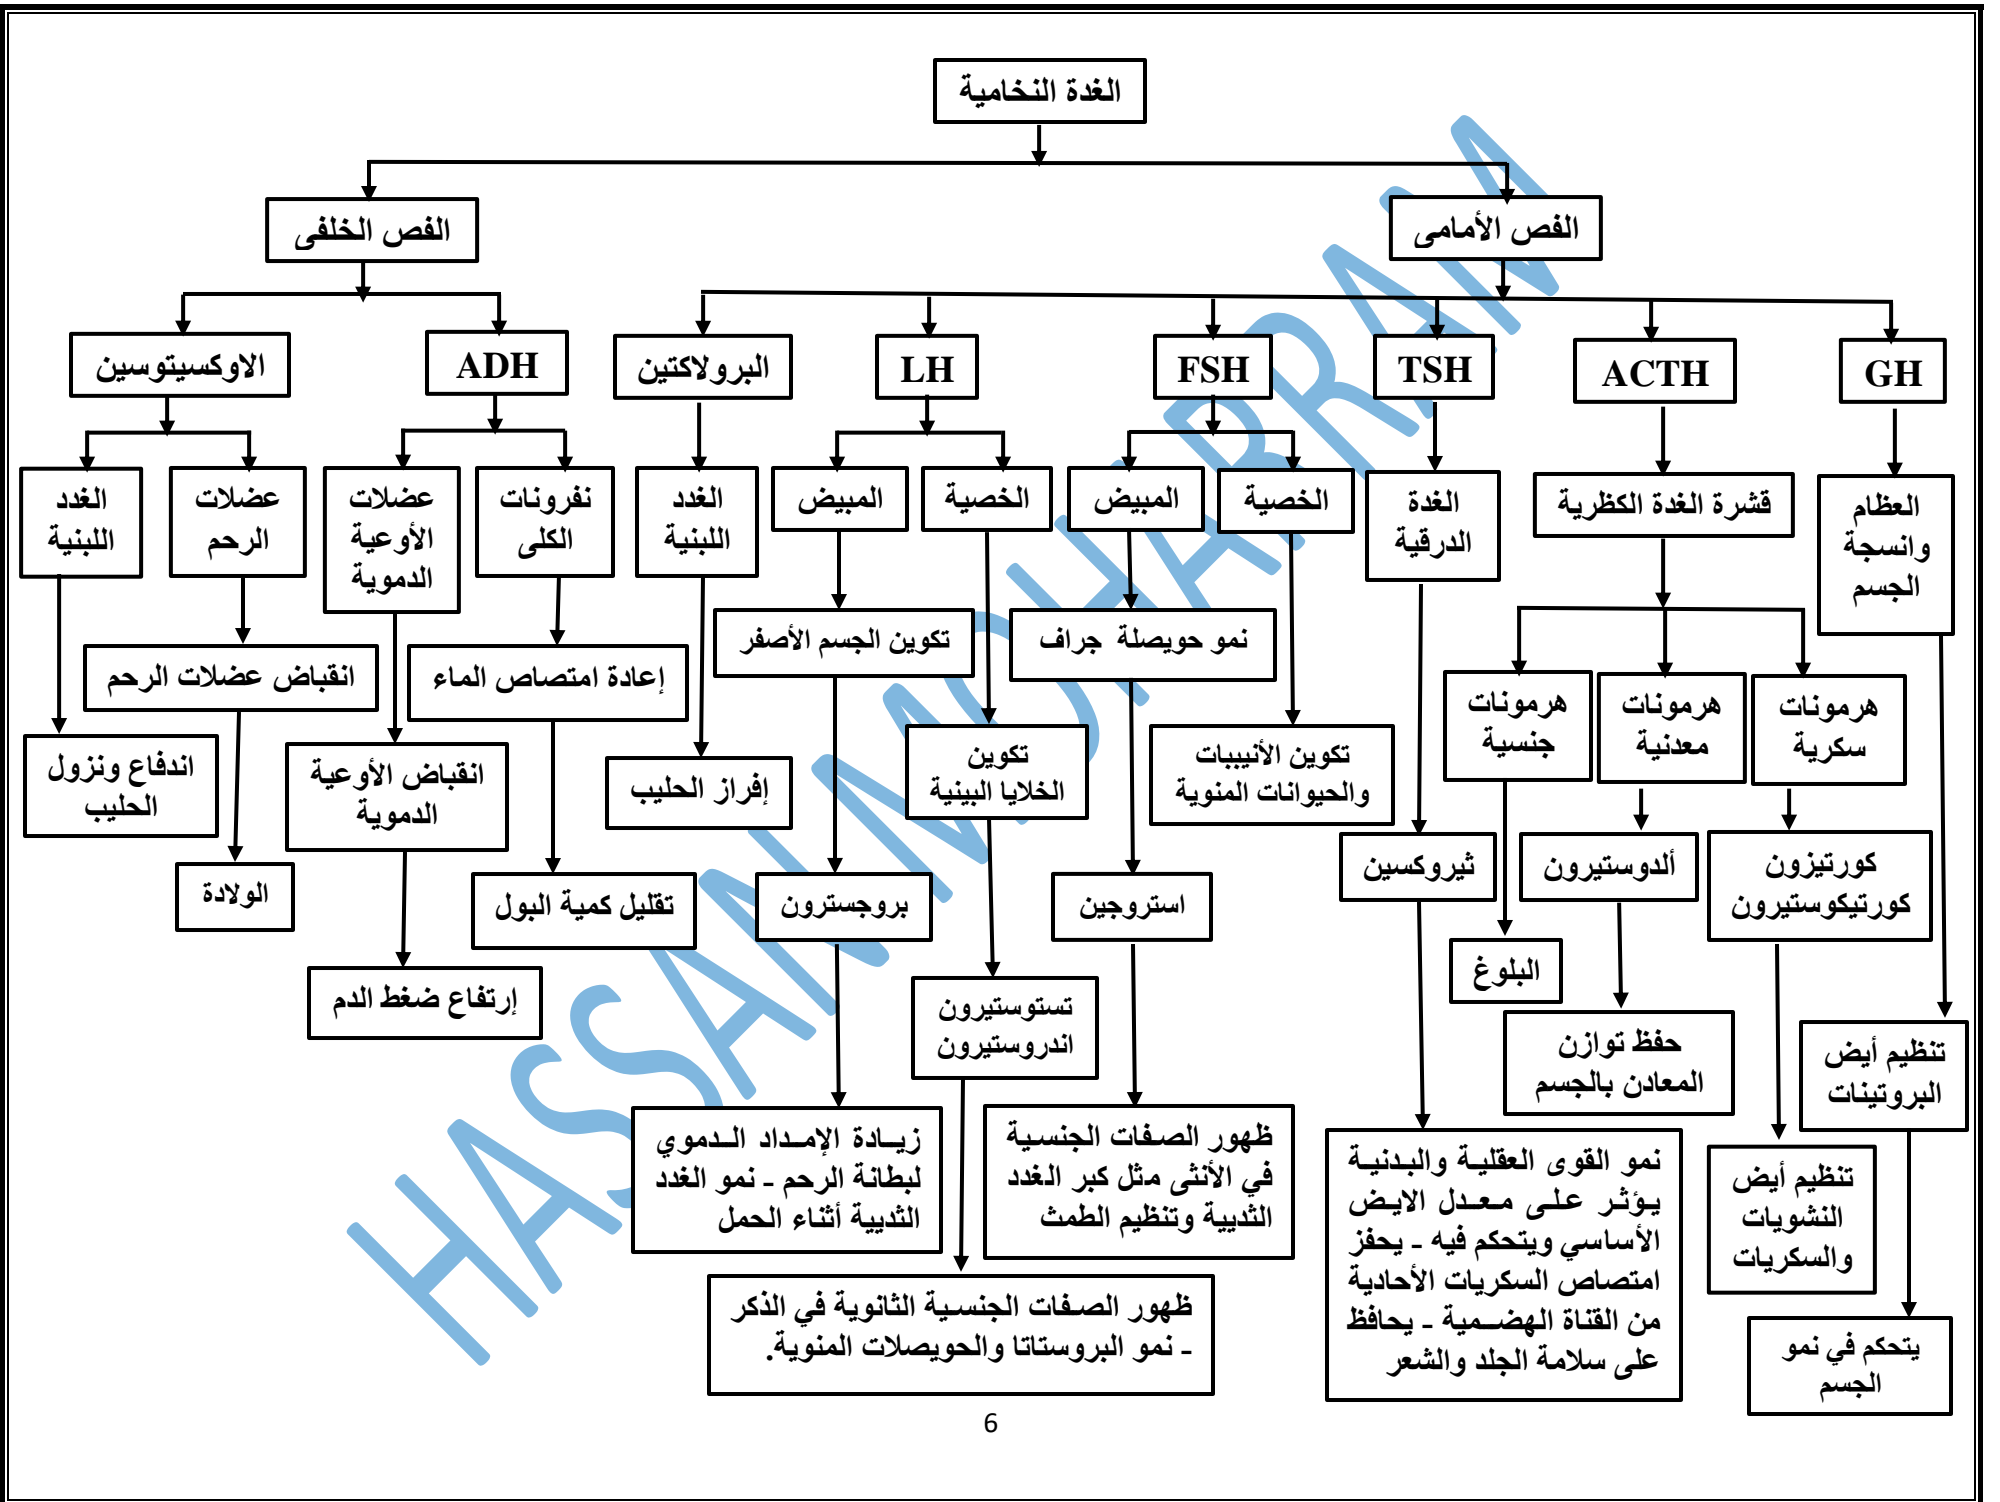 الغدة النخامية
الفص الأمامى
الفص الخلفى
GH
ACTH
TSH
FSH
LH
البرولاكتين
ADH
الاوكسيتوسين
العظام
وانسجة
الجسم
قشرة الغدة الكظرية
الغدة
الدرقية
الخصية
المبيض
الخصية
المبيض
الغدد
اللبنية
نفرونات
الكلى
عضلات
الأوعية
الدموية
عضلات
الرحم
الغدد
اللبنية
نمو حويصلة جراف
تكوين الجسم الأصفر
إعادة امتصاص الماء
انقباض عضلات الرحم
هرمونات
سكرية
هرمونات
معدنية
هرمونات
جنسية
تكوين الأنيببات
والحيوانات المنوية
تكوين
الخلايا البينية
إفراز الحليب
انقباض الأوعية
الدموية
اندفاع ونزول
الحليب
كورتيزون
كورتيكوستيرون
ألدوستيرون
ثيروكسين
استروجين
بروجسترون
تقليل كمية البول
الولادة
البلوغ
تستوستيرون
اندروستيرون
إرتفاع ضغط الدم
حفظ توازن
المعادن بالجسم
تنظيم أيض
البروتينات
تنظيم أيض
النشويات
والسكريات
نمو القوى العقلية والبدنية
يؤثر على معدل الايض
الأساسي ويتحكم فيه - يحفز
امتصاص السكريات الأحادية
من القناة الهضمية - يحافظ
على سلامة الجلد والشعر
ظهور الصفات الجنسية
في الأنثى مثل كبر الغدد
الثديية وتنظيم الطمث
زيادة الإمداد الدموي
لبطانة الرحم - نمو الغدد
الثديية أثناء الحمل
ظهور الصفات الجنسية الثانوية في الذكر
- نمو البروستاتا والحويصلات المنوية.
يتحكم في نمو
الجسم
HASSAN MOHARRAM
6